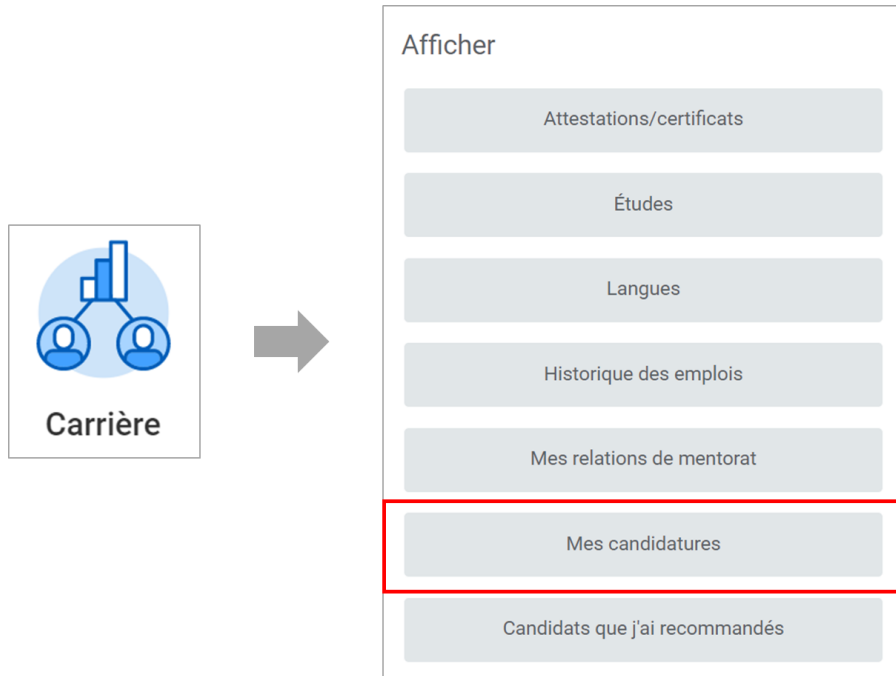 Afficher
Attestations/certificats
Études
Langues
Historique des emplois
Mes relations de mentorat
Mes candidatures
Candidats que j'ai recommandés
Carrière